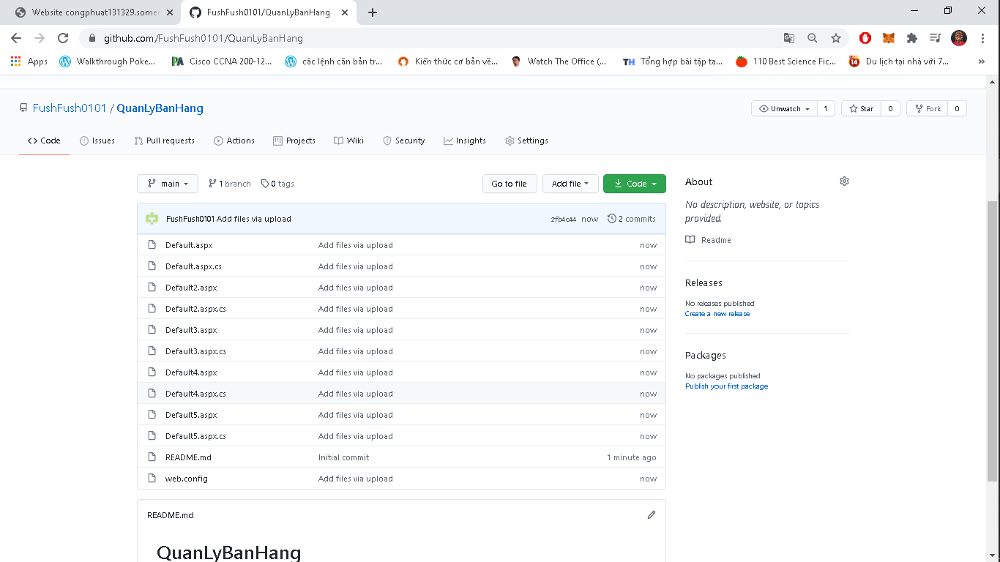 Website congphuat131329.some
FushFush0101/QuanLyBanHang
github.com/FushFush0101/QuanLyBanHang
Apps
Walkthrough Poke...
Cisco CCNA 200-12...
các lệnh căn bản tr...
Kiến thức cơ bản về...
Watch The Office (...
TH Tổng hợp bài tập ta...
110 Best Science Fic...
Du lịch tại nhà với 7...
»
FushFush0101 / QuanLyBanHang
Unwatch 1
Star 0
Fork 0
Code
Issues
Pull requests
Actions
Projects
Wiki
Security
Insights
Settings
main
1 branch
0 tags
Go to file
Add file
Code
FushFush0101 Add files via upload 2fb4c44 now 2 commits
Default.aspx Add files via upload now
Default.aspx.cs Add files via upload now
Default2.aspx Add files via upload now
Default2.aspx.cs Add files via upload now
Default3.aspx Add files via upload now
Default3.aspx.cs Add files via upload now
Default4.aspx Add files via upload now
Default4.aspx.cs Add files via upload now
Default5.aspx Add files via upload now
Default5.aspx.cs Add files via upload now
README.md Initial commit 1 minute ago
web.config Add files via upload now
README.md
QuanLyBanHang
About
No description, website, or topics
provided.
Readme
Releases
No releases published
Create a new release
Packages
No packages published
Publish your first package